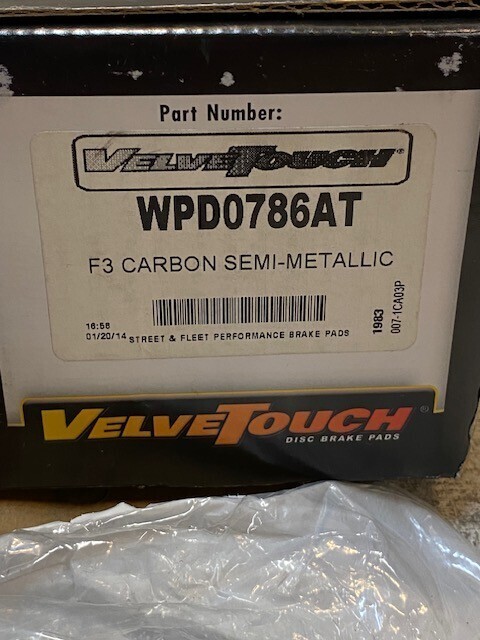 Part Number:
VELVETOUCH®
WPD0786AT
F3 CARBON SEMI-METALLIC
16:56
01/20/14 STREET & FLEET PERFORMANCE BRAKE PADS
1983
007-1CA03P
VELVETOUCH®
DISC BRAKE PADS